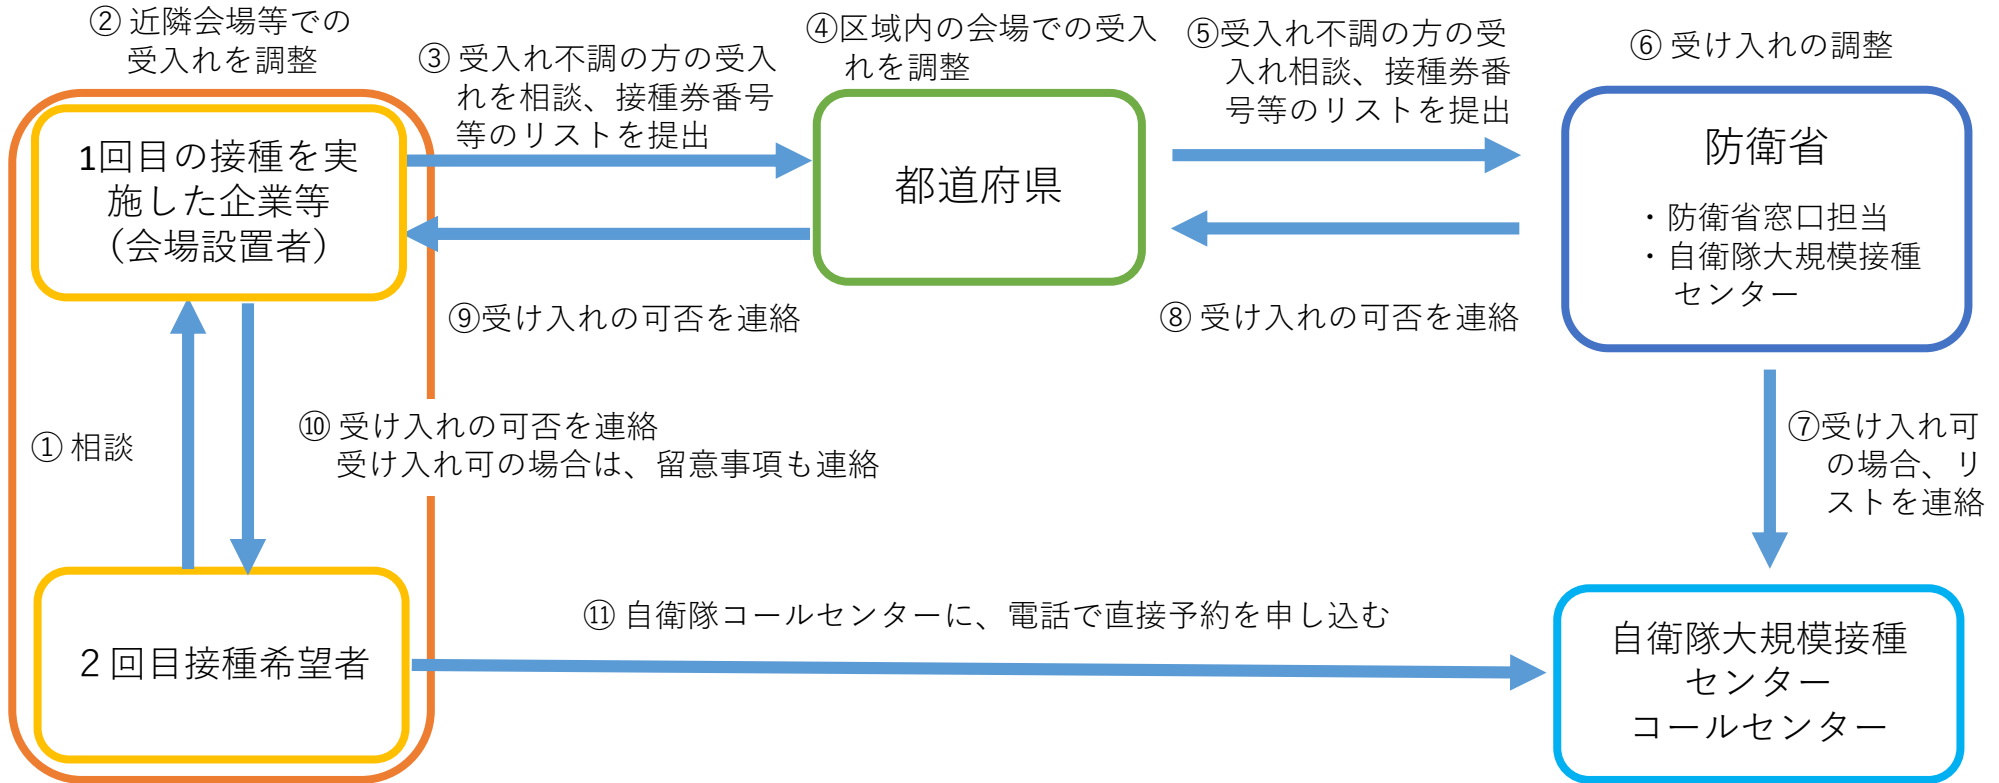 ② 近隣会場等での
受入れを調整
③ 受入れ不調の方の受入
れを相談、接種券番号
等のリストを提出
④区域内の会場での受入
れを調整
⑤受入れ不調の方の受
入れ相談、接種券番
号等のリストを提出
⑥ 受け入れの調整
1回目の接種を実
施した企業等
（会場設置者）
都道府県
防衛省
・防衛省窓口担当
・自衛隊大規模接種
センター
⑨受け入れの可否を連絡
⑧ 受け入れの可否を連絡
① 相談
⑩ 受け入れの可否を連絡
受け入れ可の場合は、留意事項も連絡
⑦受け入れ可
の場合、リ
ストを連絡
２回目接種希望者
⑪ 自衛隊コールセンターに、電話で直接予約を申し込む
自衛隊大規模接種
センター
コールセンター